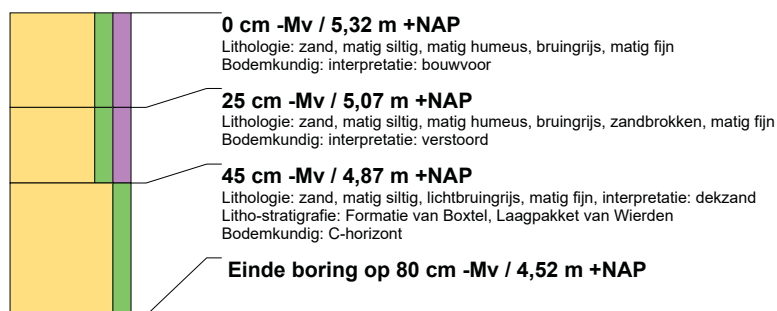 0 cm -Mv / 5,32 m +NAP
Lithologie: zand, matig siltig, matig humeus, bruingrijs, matig fijn
Bodemkundig: interpretatie: bouwvoor
25 cm -Mv / 5,07 m +NAP
Lithologie: zand, matig siltig, matig humeus, bruingrijs, zandbrokken, matig fijn
Bodemkundig: interpretatie: verstoord
45 cm -Mv / 4,87 m +NAP
Lithologie: zand, matig siltig, lichtbruingrijs, matig fijn, interpretatie: dekzand
Litho-stratigrafie: Formatie van Boxtel, Laagpakket van Wierden
Bodemkundig: C-horizont
Einde boring op 80 cm -Mv / 4,52 m +NAP